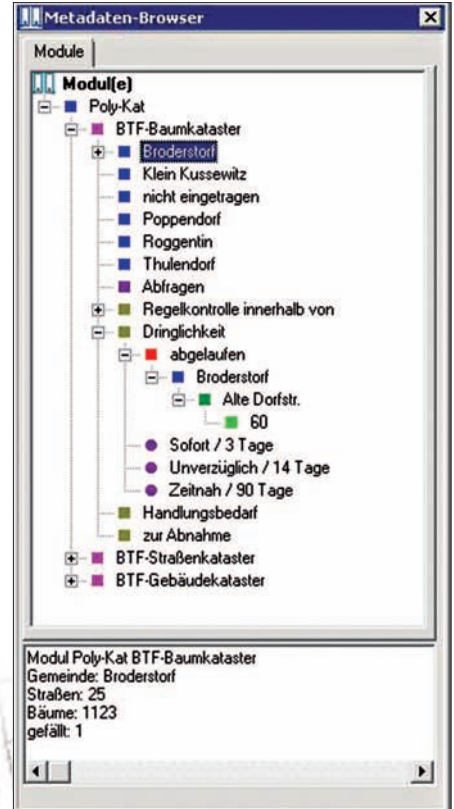 Metadaten-Browser
Module
Modul(e)
Poly-Kat
BTF-Baumkataster
Broderstorf
Klein Kussewitz
nicht eingetragen
Poppendorf
Roggentin
Thulendorf
Abfragen
Regelkontrolle innerhalb von
Dringlichkeit
abgelaufen
Broderstorf
Alte Dorfstr.
60
Sofort / 3 Tage
Unverzüglich / 14 Tage
Zeitnah / 90 Tage
Handlungsbedarf
zur Abnahme
BTF-Straßenkataster
BTF-Gebäudekataster
Modul Poly-Kat BTF-Baumkataster
Gemeinde: Broderstorf
Straßen: 25
Bäume: 1123
gefällt: 1